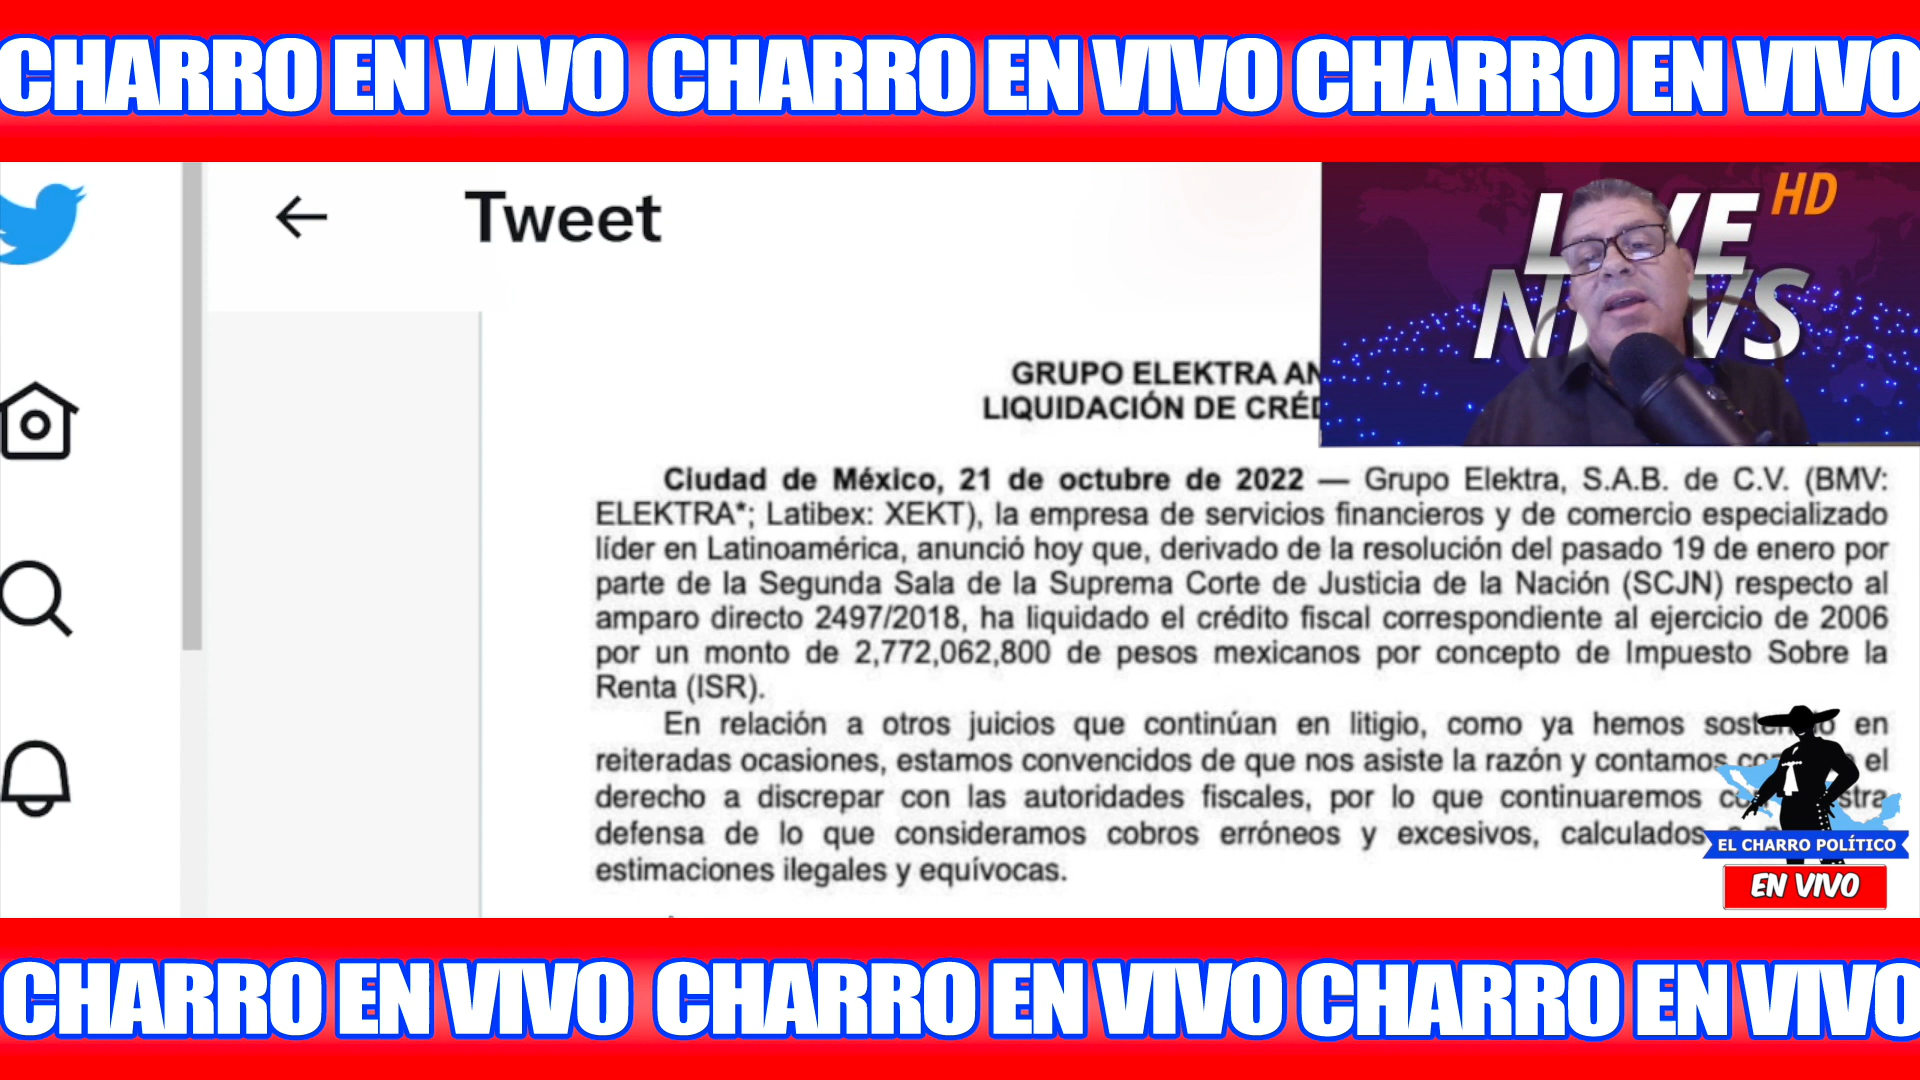 CHARRO EN VIVO CHARRO EN VIVO CHARRO EN VIVO
Tweet
LIVE HD
NEWS
GRUPO ELEKTRA
LIQUIDACIÓN DE
Ciudad de México, 21 de octubre de 2022 — Grupo Elektra, S.A.B. de C.V. (BMV:
ELEKTRA*; Latibex: XEKT), la empresa de servicios financieros y de comercio especializado
líder en Latinoamérica, anunció hoy que, derivado de la resolución del pasado 19 de enero por
parte de la Segunda Sala de la Suprema Corte de Justicia de la Nación (SCJN) respecto al
amparo directo 2497/2018, ha liquidado el crédito fiscal correspondiente al ejercicio de 2006
por un monto de 2,772,062,800 de pesos mexicanos por concepto de Impuesto Sobre la
Renta (ISR).
En relación a otros juicios que continúan en litigio, como ya hemos en
reiteradas ocasiones, estamos convencidos de que nos asiste la razón y contamos el
derecho a discrepar con las autoridades fiscales, por lo que continuaremos
defensa de lo que consideramos cobros erróneos y excesivos, calculados
estimaciones ilegales y equívocas.
EL CHARRO POLÍTICO
EN VIVO
CHARRO EN VIVO CHARRO EN VIVO CHARRO EN VIVO